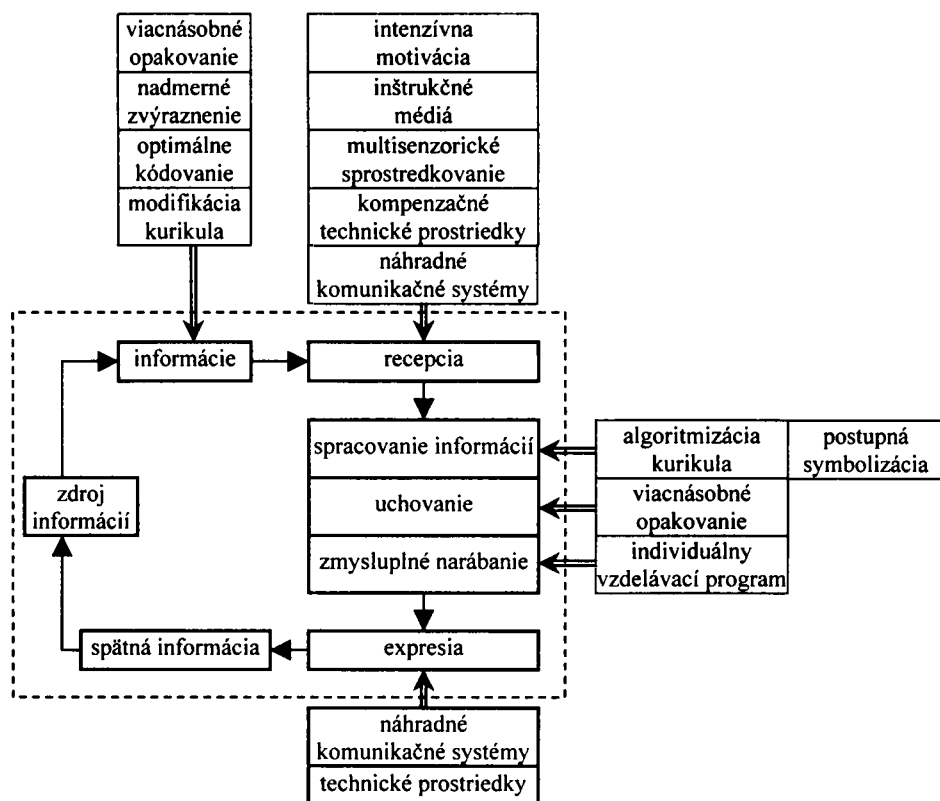 viacnásobné
opakovanie
nadmerné
zvýraznenie
optimálne
kódovanie
modifikácia
kurikula
intenzívna
motivácia
inštrukčné
médiá
multisenzorické
sprostredkovanie
kompenzačné
technické prostriedky
náhradné
komunikačné systémy
informácie
recepcia
spracovanie informácií
uchovanie
zmysluplné narábanie
algoritmizácia
kurikula
postupná
symbolizácia
viacnásobné
opakovanie
individuálny
vzdelávací program
zdroj
informácií
spätná informácia
expresia
náhradné
komunikačné systémy
technické prostriedky